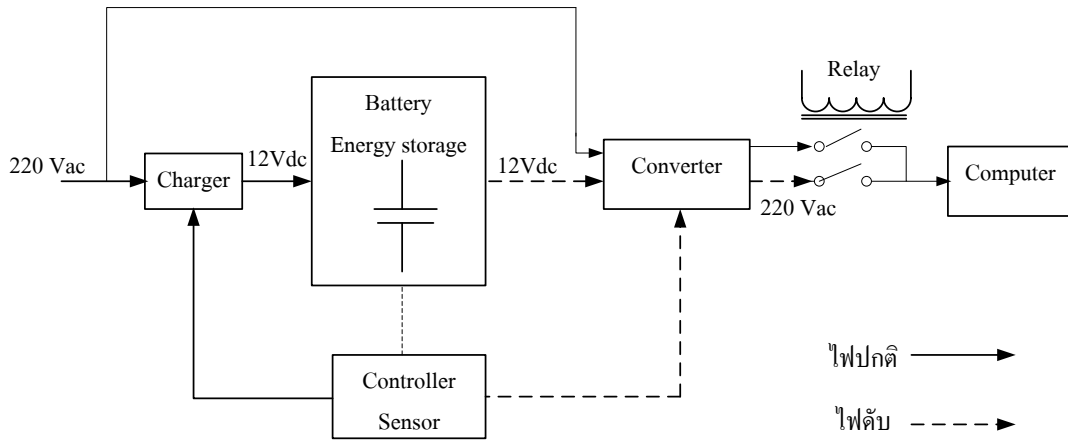 Relay
Battery
Energy storage
220 Vac
Charger
12Vdc
12Vdc
Converter
220 Vac
Computer
Controller
Sensor
ไฟปกติ
ไฟดับ